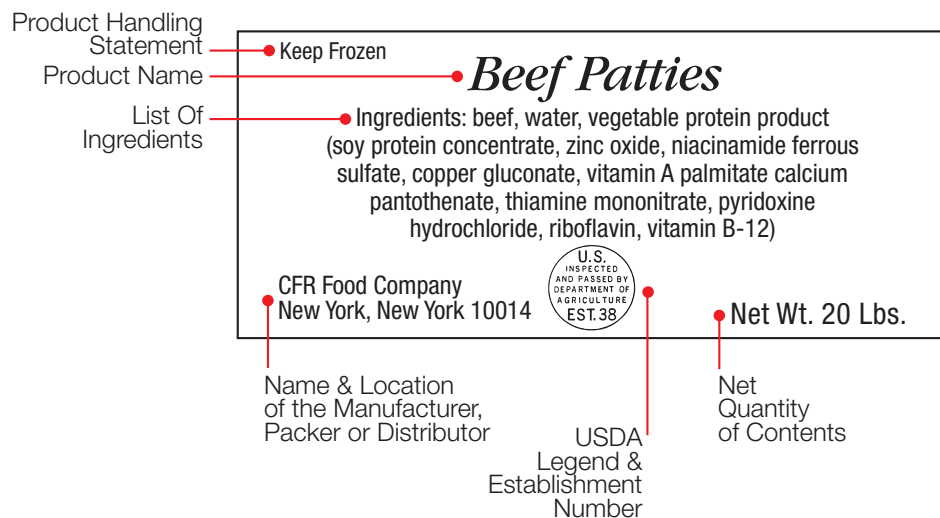 Product Handling
Statement
Product Name
List Of
Ingredients
Keep Frozen
Beef Patties
Ingredients: beef, water, vegetable protein product
(soy protein concentrate, zinc oxide, niacinamide ferrous
sulfate, copper gluconate, vitamin A palmitate calcium
pantothenate, thiamine mononitrate, pyridoxine
hydrochloride, riboflavin, vitamin B-12)
CFR Food Company
New York, New York 10014
U.S.
INSPECTED
AND PASSED BY
DEPARTMENT OF
AGRICULTURE
EST.38
Net Wt. 20 Lbs.
Name & Location
of the Manufacturer,
Packer or Distributor
USDA
Legend &
Establishment
Number
Net
Quantity
of Contents